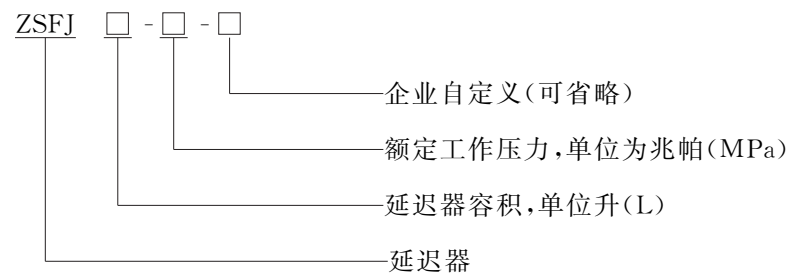 ZSFJ □ - □ - □
企业自定义(可省略)
额定工作压力,单位为兆帕(MPa)
延迟器容积,单位升(L)
延迟器